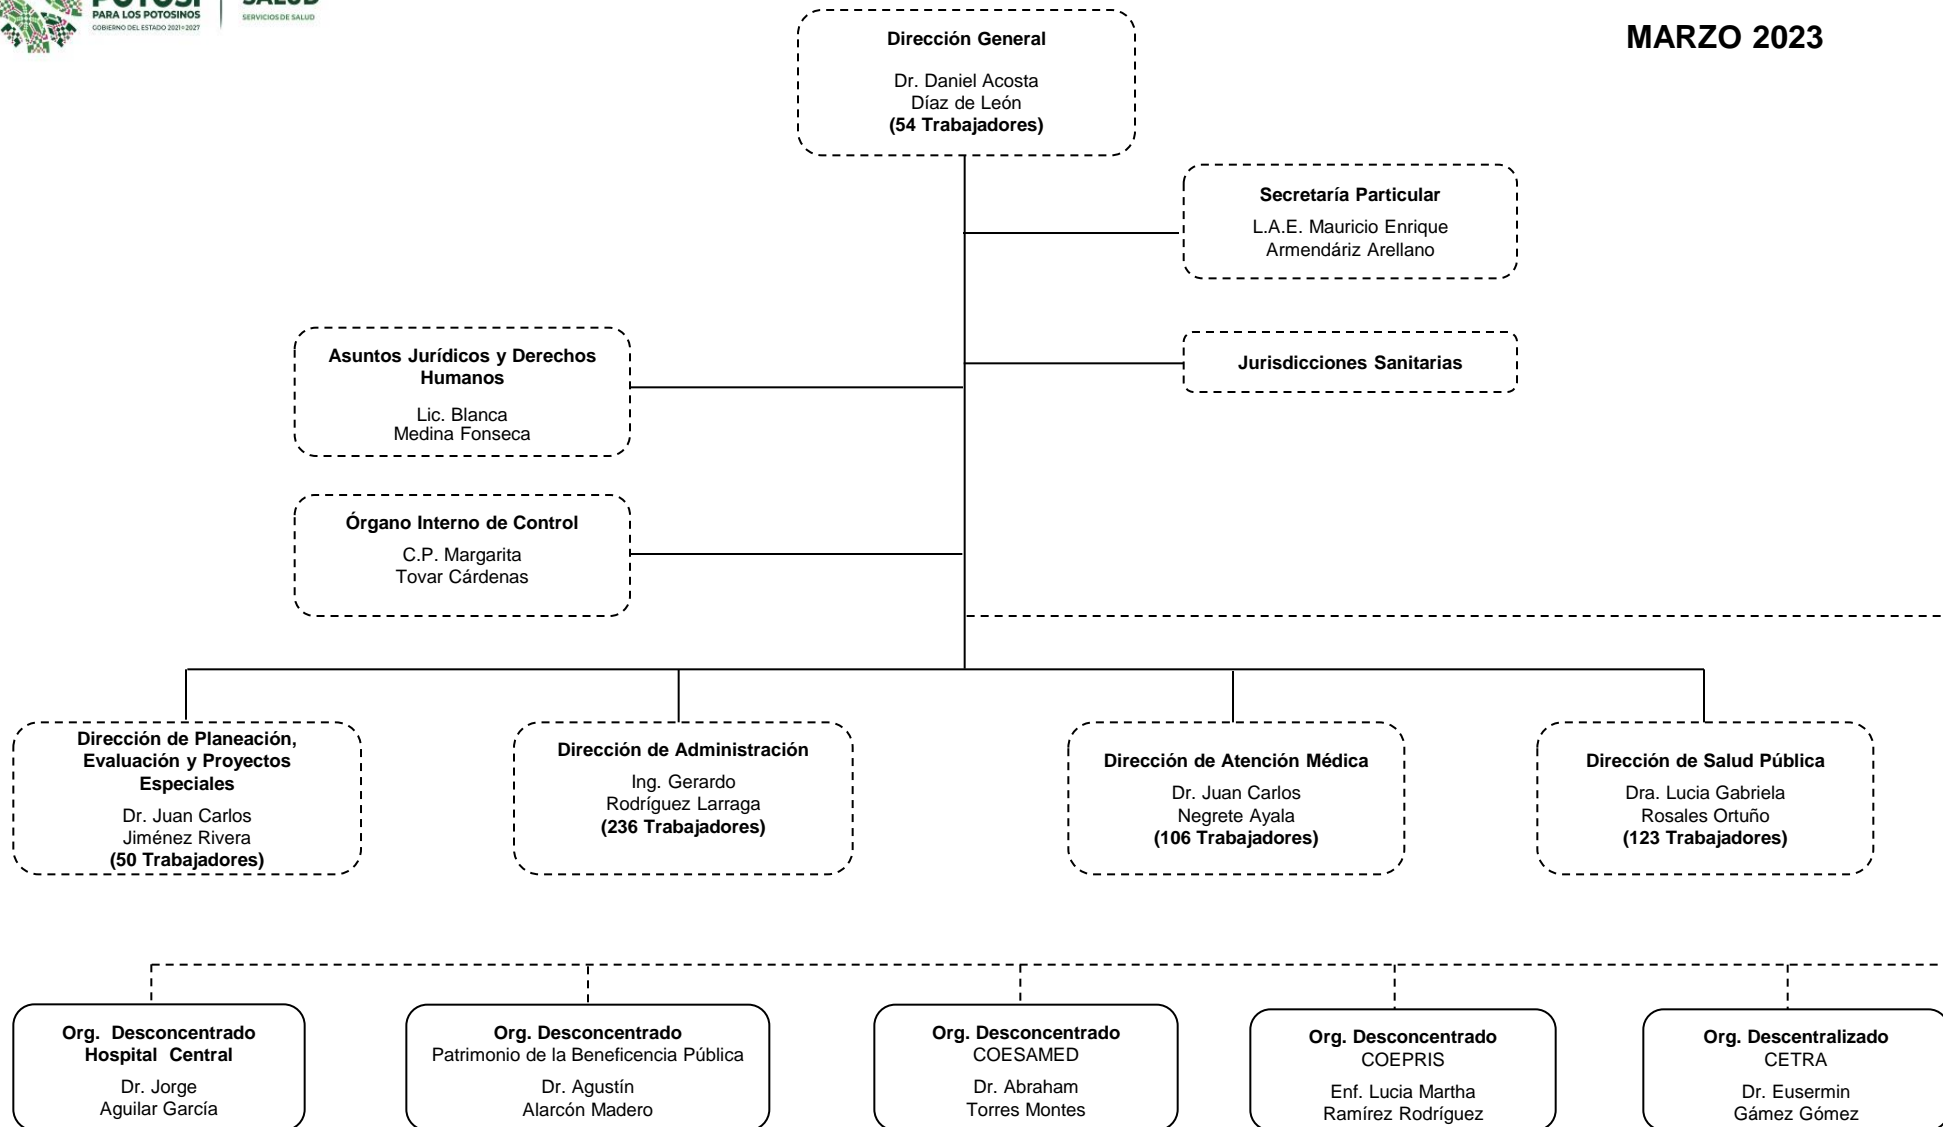 POTOSÍ
PARA LOS POTOSINOS
GOBIERNO DEL ESTADO 2021-2027
SALUD
SERVICIOS DE SALUD
MARZO 2023
Dirección General
Dr. Daniel Acosta
Díaz de León
(54 Trabajadores)
Secretaría Particular
L.A.E. Mauricio Enrique
Armendáriz Arellano
Asuntos Jurídicos y Derechos
Humanos
Lic. Blanca
Medina Fonseca
Jurisdicciones Sanitarias
Órgano Interno de Control
C.P. Margarita
Tovar Cárdenas
Dirección de Planeación,
Evaluación y Proyectos
Especiales
Dr. Juan Carlos
Jiménez Rivera
(50 Trabajadores)
Dirección de Administración
Ing. Gerardo
Rodríguez Larraga
(236 Trabajadores)
Dirección de Atención Médica
Dr. Juan Carlos
Negrete Ayala
(106 Trabajadores)
Dirección de Salud Pública
Dra. Lucia Gabriela
Rosales Ortuño
(123 Trabajadores)
Org. Desconcentrado
Hospital Central
Dr. Jorge
Aguilar García
Org. Desconcentrado
Patrimonio de la Beneficencia Pública
Dr. Agustín
Alarcón Madero
Org. Desconcentrado
COESAMED
Dr. Abraham
Torres Montes
Org. Desconcentrado
COEPRIS
Enf. Lucia Martha
Ramírez Rodríguez
Org. Descentralizado
CETRA
Dr. Eusermin
Gámez Gómez